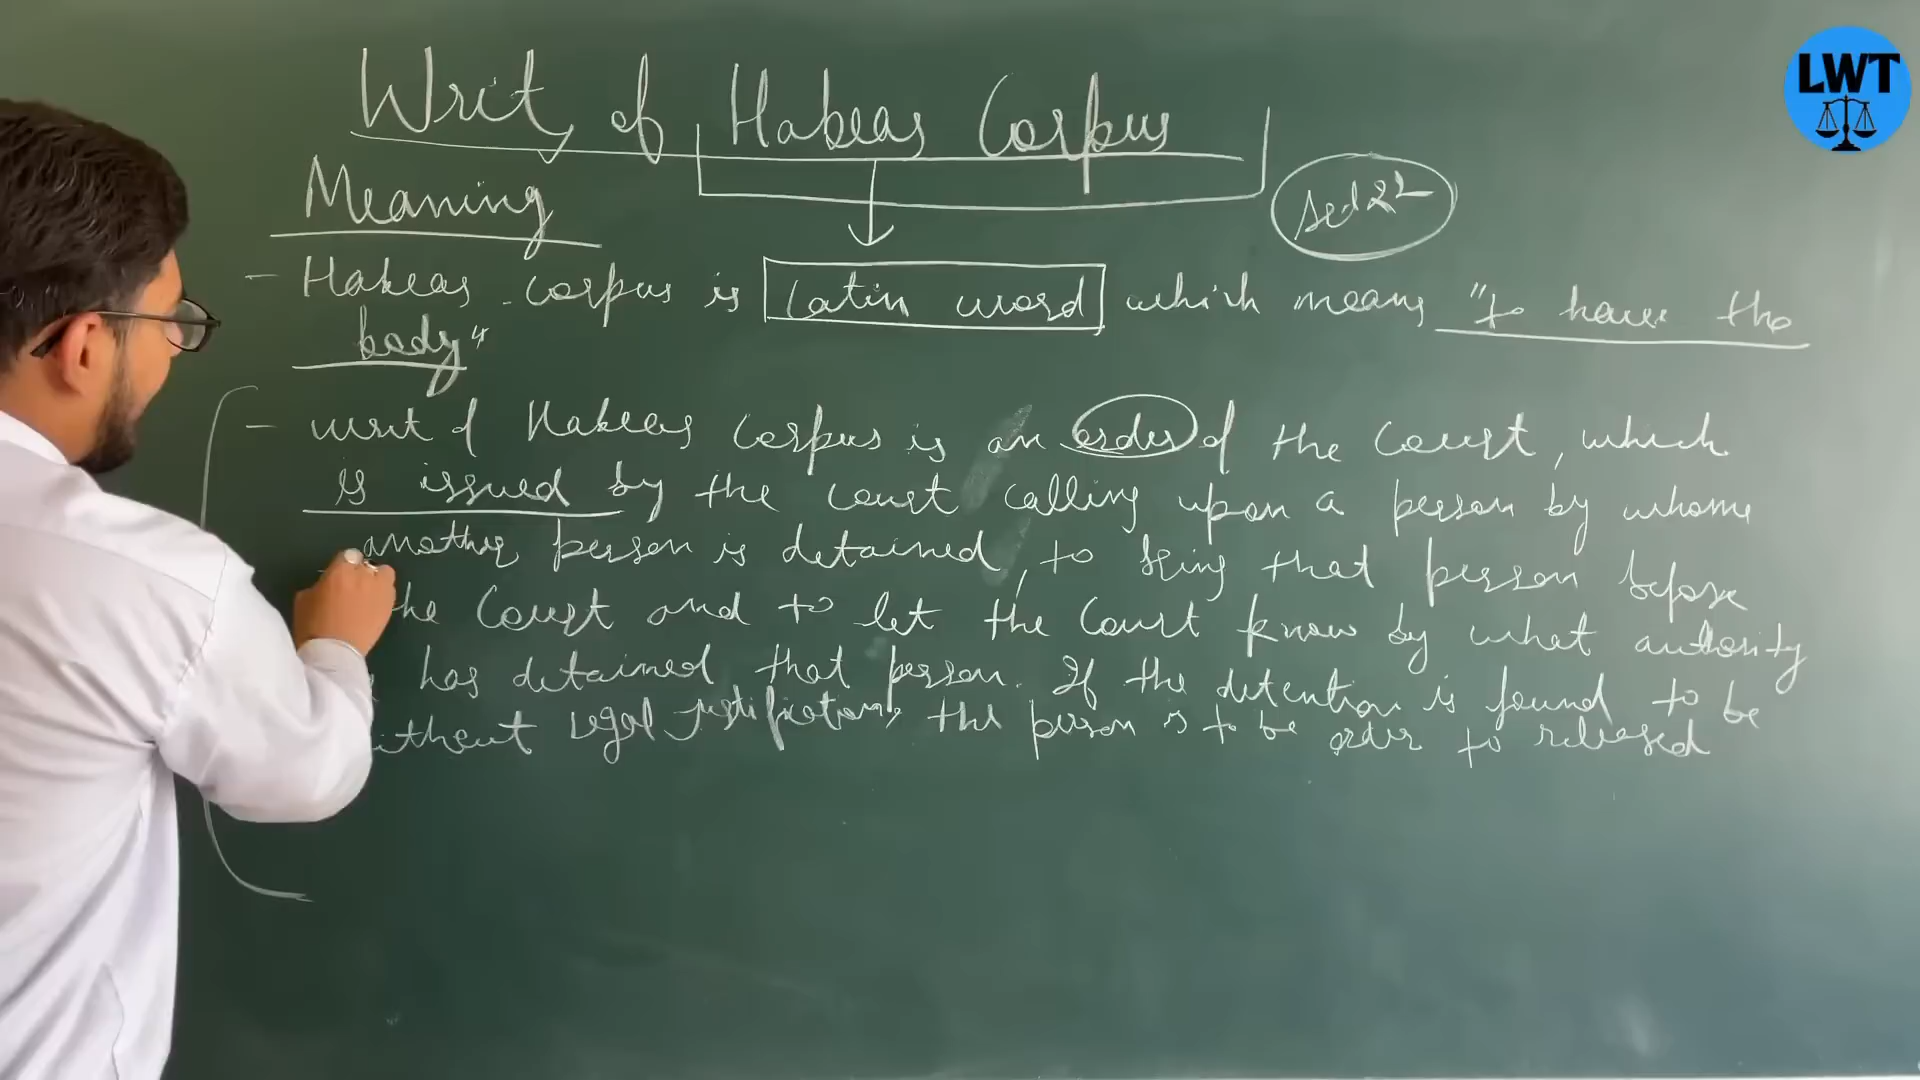 Writ of Habeas Corpus
LWT
Meaning
- Habeas corpus is Latin word which means "to have the
body"
- writ of Habeas Corpus is an order of the Court, which
is issued by the court calling upon a person by whome
another person is detained, to bring that person before
the Court and to let the Court know by what authority
has detained that person. If the detention is found to be
without legal justification, the person is to be order to released